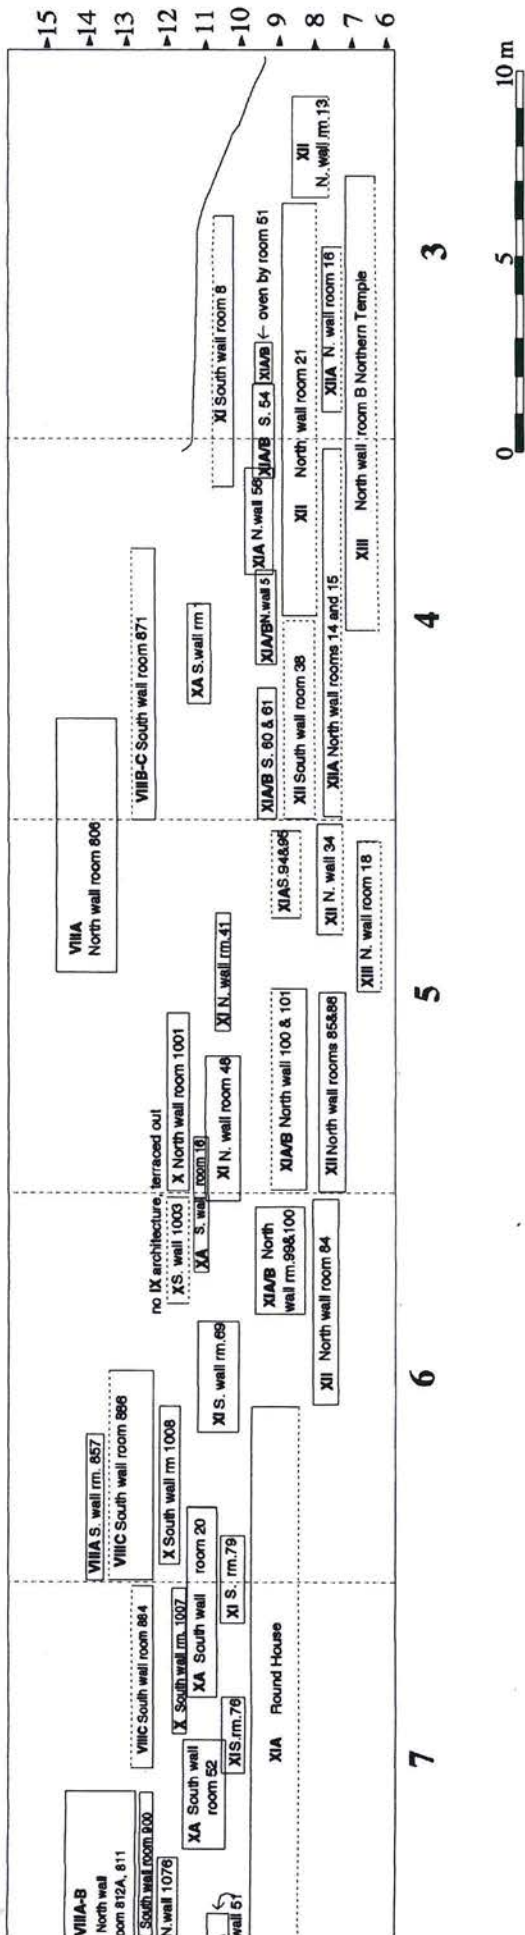 15
14
13
12
11
10
9
8
7
6
10 m
5
0
3
4
5
6
7
XII
N. wall rm.13
XI South wall room 8
XIA/B ← oven by room 51
XIA/B S. 54
XIA N.wall 56
XII North wall room 21
XIIA N. wall room 16
XIII North wall room B Northern Temple
VIIIB-C South wall room 871
XA S.wall rm
XIA/BN.wall 5
XIA/B S. 60 & 61
XII South wall room 38
XIIA North wall rooms 14 and 15
VIIIA
North wall room 806
XIAS.94&95
XII N. wall 34
XIII N. wall room 18
XI N. wall rm.41
X North wall room 1001
XI N. wall room 48
XIA/B North wall 100 & 101
XII North wall rooms 85&86
no IX architecture, terraced out
XS. wall 1003
XA S. wall room 16
XIA/B North
wall rm.99&100
XII North wall room 84
VIIIA S. wall rm. 857
VIIIC South wall room 866
X South wall rm 1008
XI S. wall rm.69
XA South wall room 20
XI S. rm.79
VIIIC South wall room 884
X South wall rm. 1007
XI S.rm.76
XIA Round House
XA South wall
room 52
VIIIA-B
North wall
oom 812A, 811
South wall room 900
N.wall 1076
wall 51